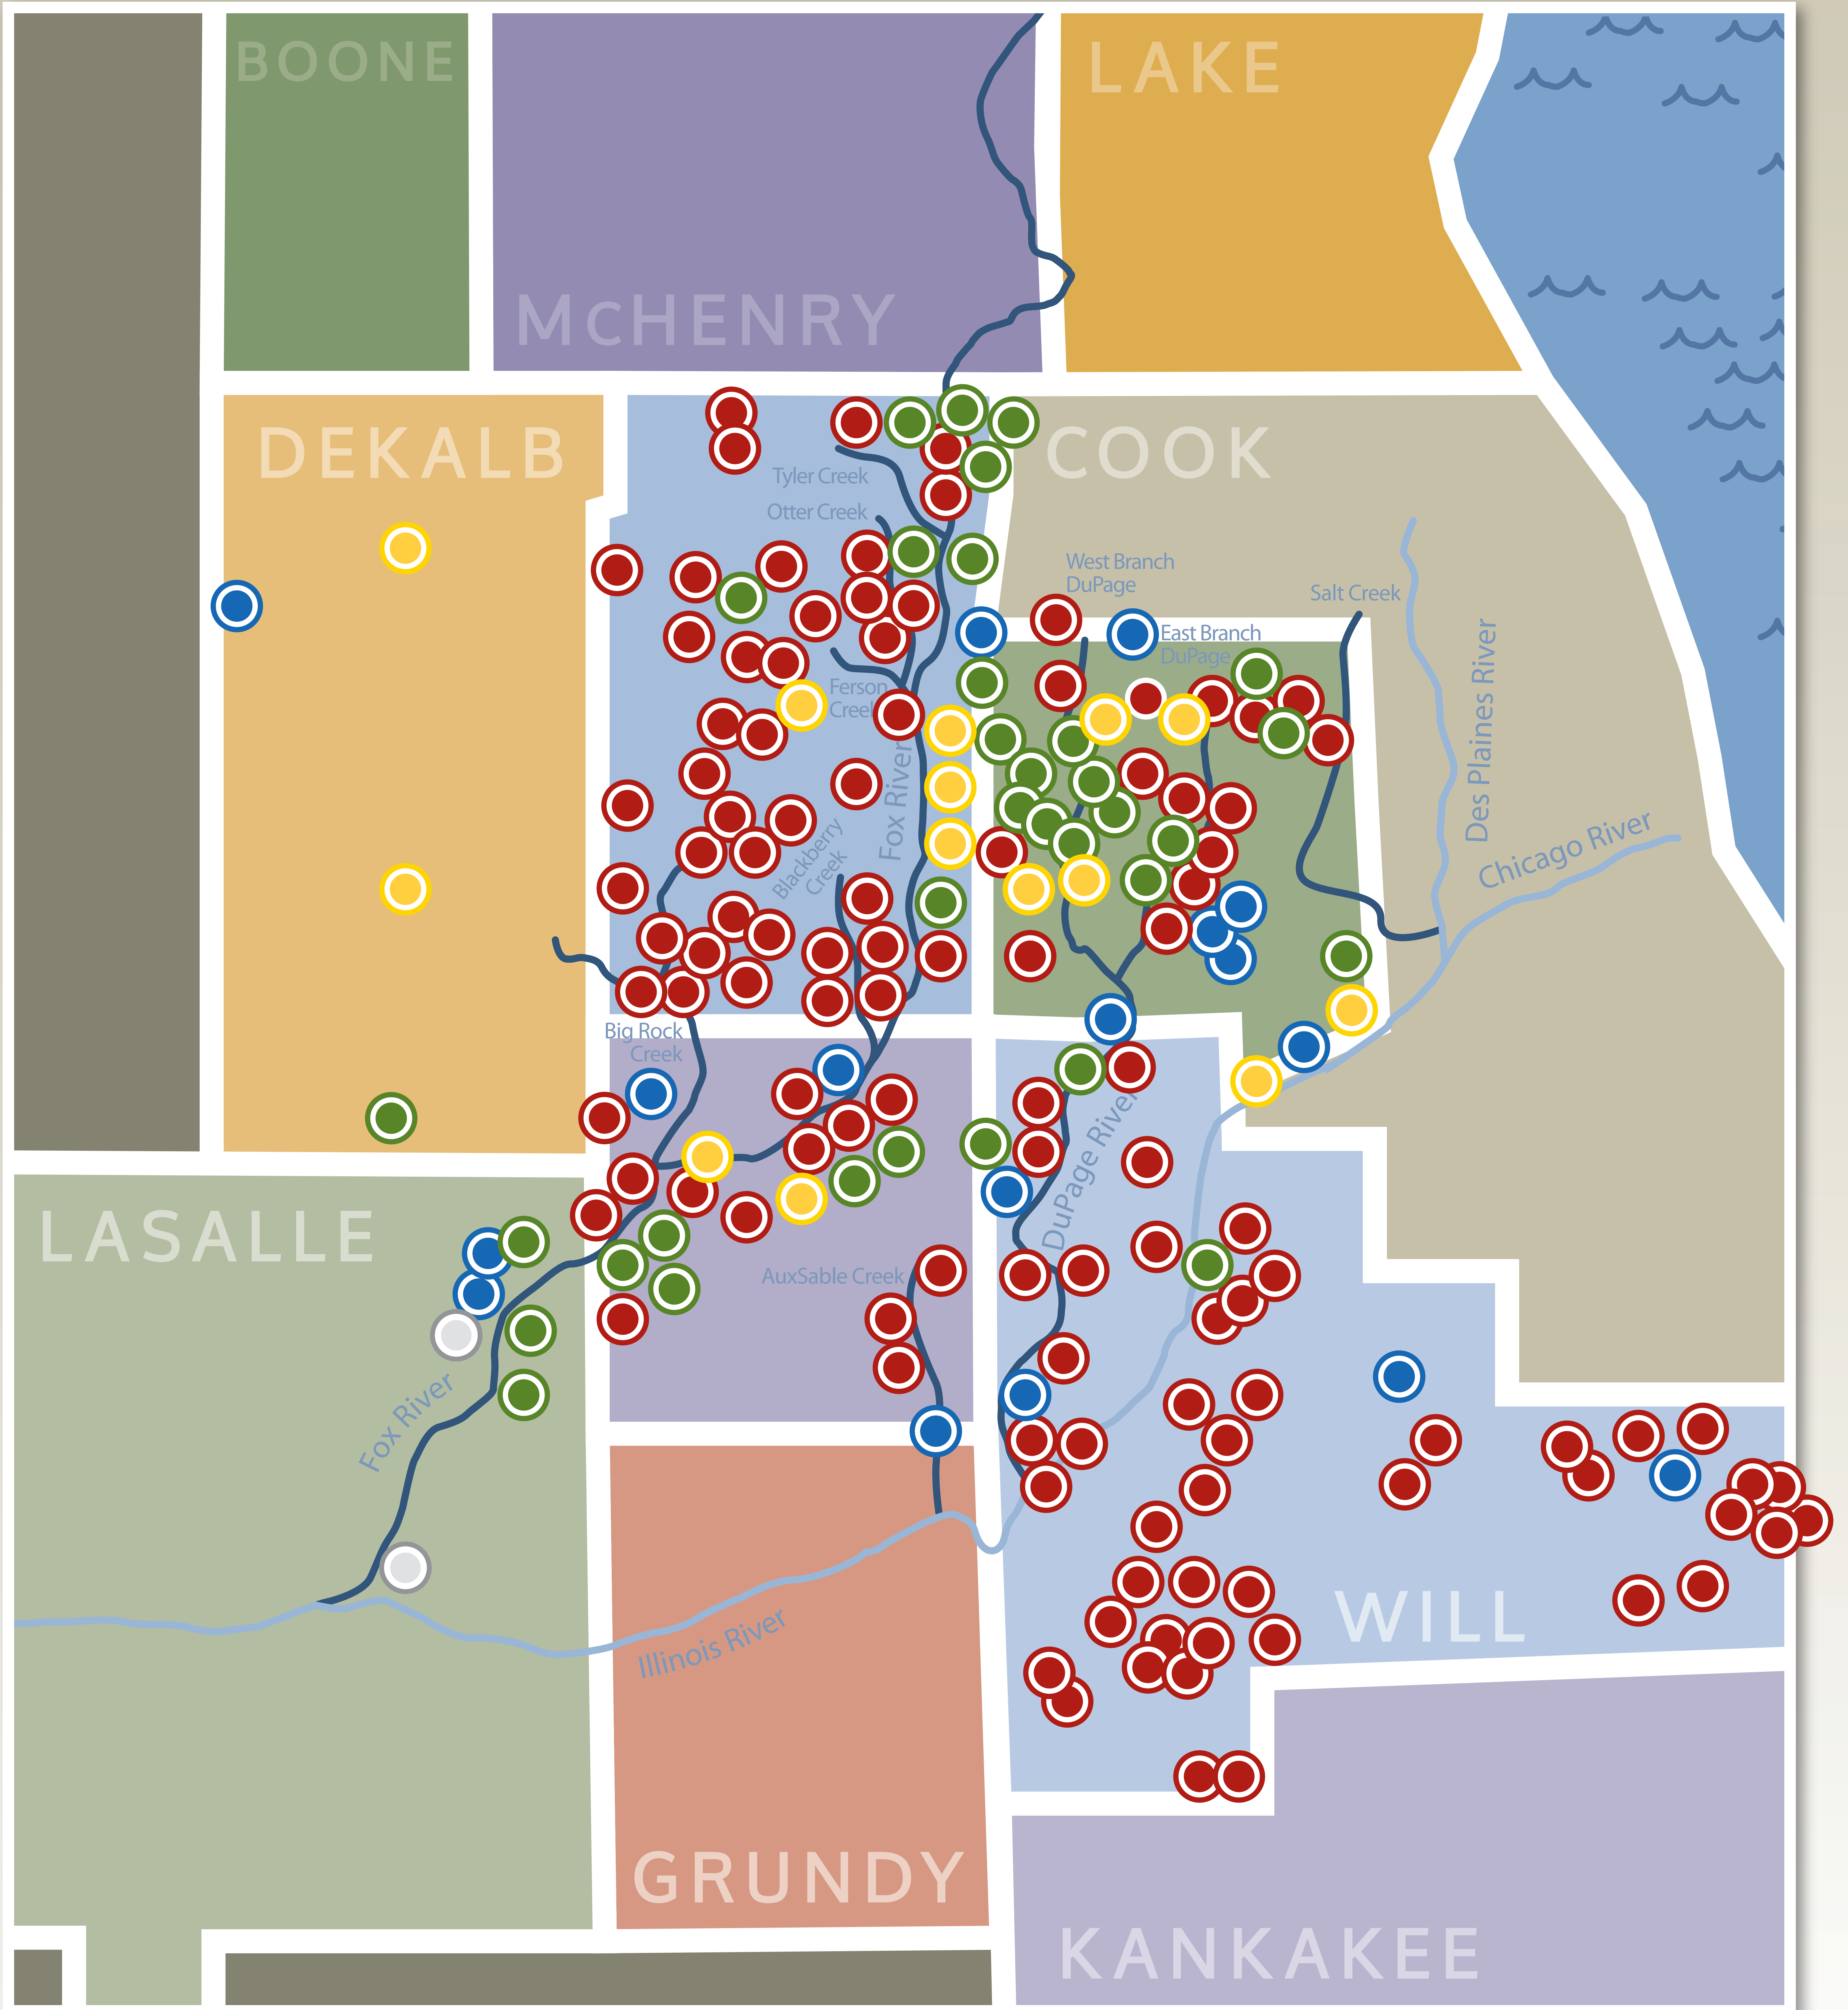 BOONE
LAKE
McHENRY
DEKALB
COOK
Tyler Creek
Otter Creek
West Branch
DuPage
Salt Creek
East Branch
DuPage
Ferson
Creek
Des Plaines River
Fox River
Chicago River
Blackberry
Creek
Big Rock
Creek
DuPage River
LASALLE
AuxSable Creek
Fox River
WILL
Illinois River
GRUNDY
KANKAKEE